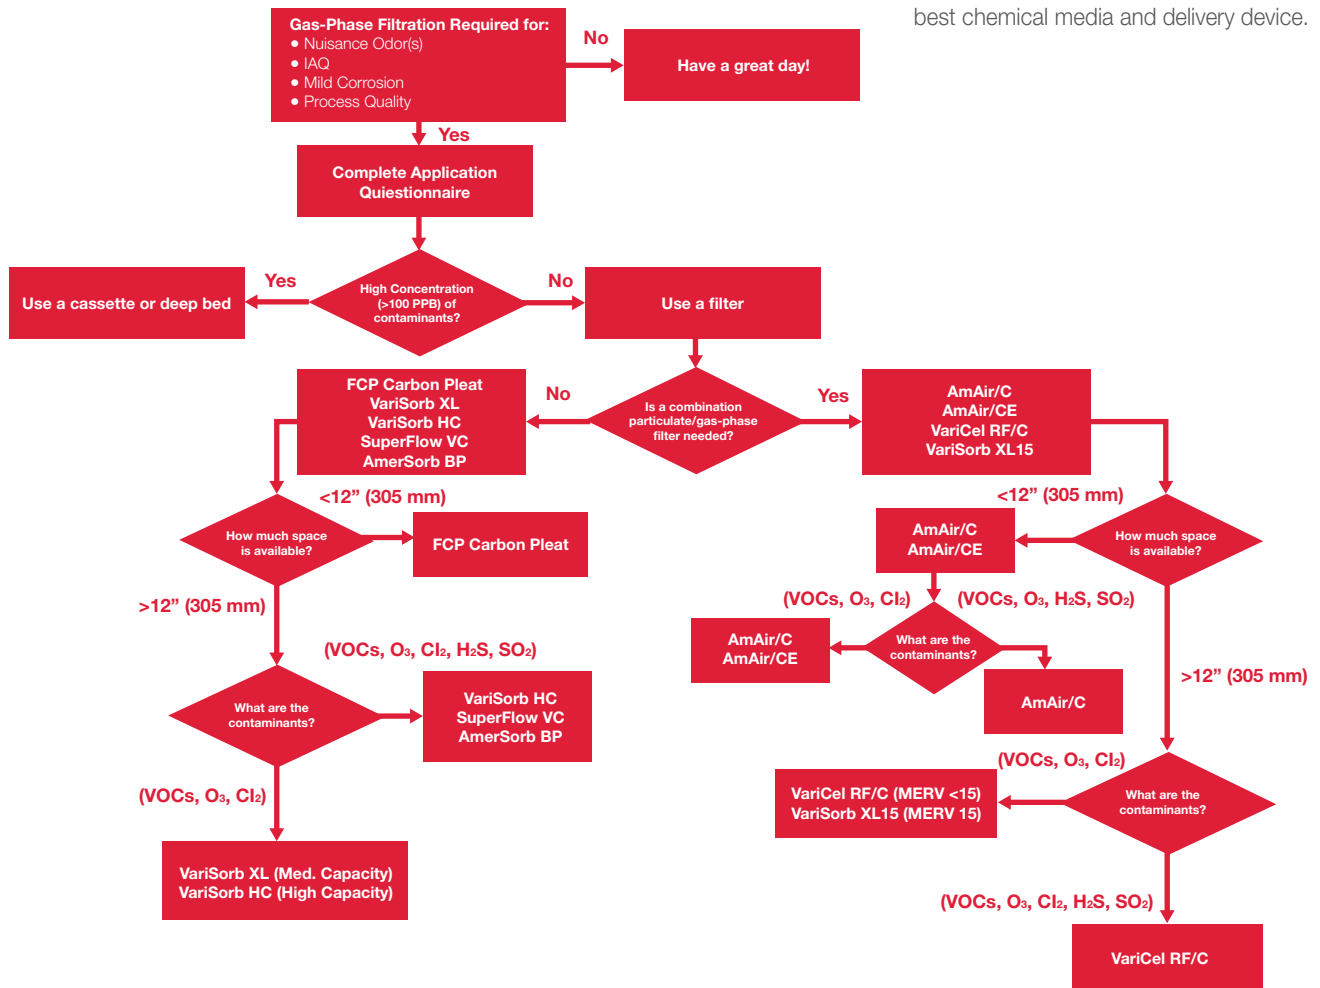 best chemical media and delivery device.
Gas-Phase Filtration Required for:
● Nuisance Odor(s)
● IAQ
● Mild Corrosion
● Process Quality
No
Have a great day!
Yes
Complete Application
Quiestionnaire
High Concentration
(>100 PPB) of
contaminants?
Yes
Use a cassette or deep bed
No
Use a filter
Is a combination
particulate/gas-phase
filter needed?
No
FCP Carbon Pleat
VariSorb XL
VariSorb HC
SuperFlow VC
AmerSorb BP
Yes
AmAir/C
AmAir/CE
VariCel RF/C
VariSorb XL15
How much space
is available?
<12” (305 mm)
FCP Carbon Pleat
>12” (305 mm)
What are the
contaminants?
(VOCs, O₃, Cl₂, H₂S, SO₂)
VariSorb HC
SuperFlow VC
AmerSorb BP
(VOCs, O₃, Cl₂)
VariSorb XL (Med. Capacity)
VariSorb HC (High Capacity)
How much space
is available?
<12” (305 mm)
AmAir/C
AmAir/CE
What are the
contaminants?
(VOCs, O₃, Cl₂)
AmAir/C
AmAir/CE
(VOCs, O₃, H₂S, SO₂)
AmAir/C
>12” (305 mm)
What are the
contaminants?
(VOCs, O₃, Cl₂)
VariCel RF/C (MERV <15)
VariSorb XL15 (MERV 15)
(VOCs, O₃, Cl₂, H₂S, SO₂)
VariCel RF/C